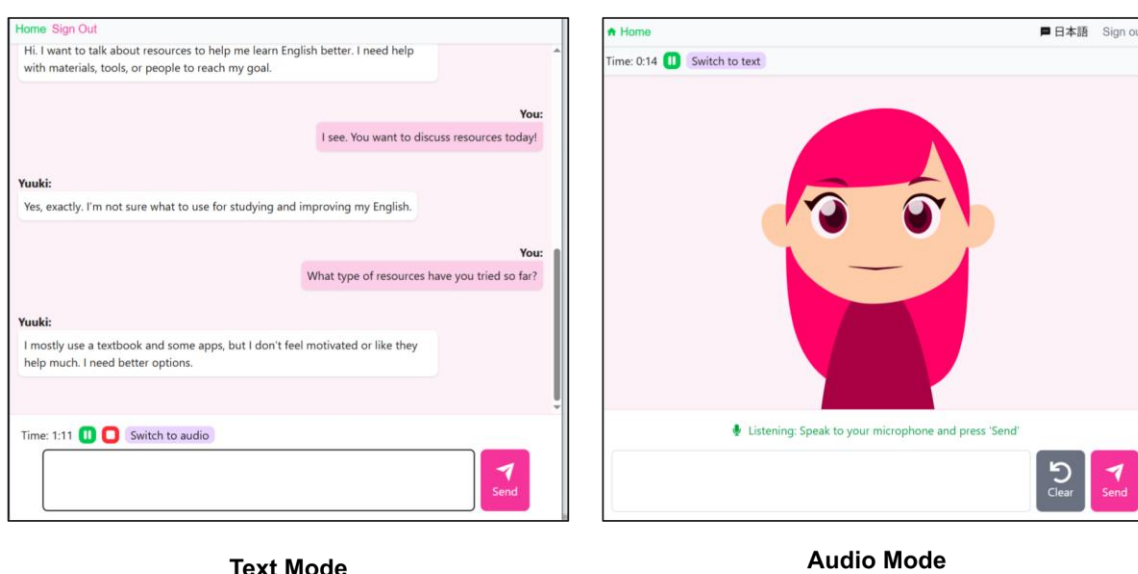 Home Sign Out
Hi. I want to talk about resources to help me learn English better. I need help
with materials, tools, or people to reach my goal.
You:
I see. You want to discuss resources today!
Yuuki:
Yes, exactly. I'm not sure what to use for studying and improving my English.
You:
What type of resources have you tried so far?
Yuuki:
I mostly use a textbook and some apps, but I don't feel motivated or like they
help much. I need better options.
Time: 1:11 Switch to audio
Send
Text Mode
Home 日本語 Sign ou
Time: 0:14 Switch to text
Listening: Speak to your microphone and press 'Send'
Clear Send
Audio Mode